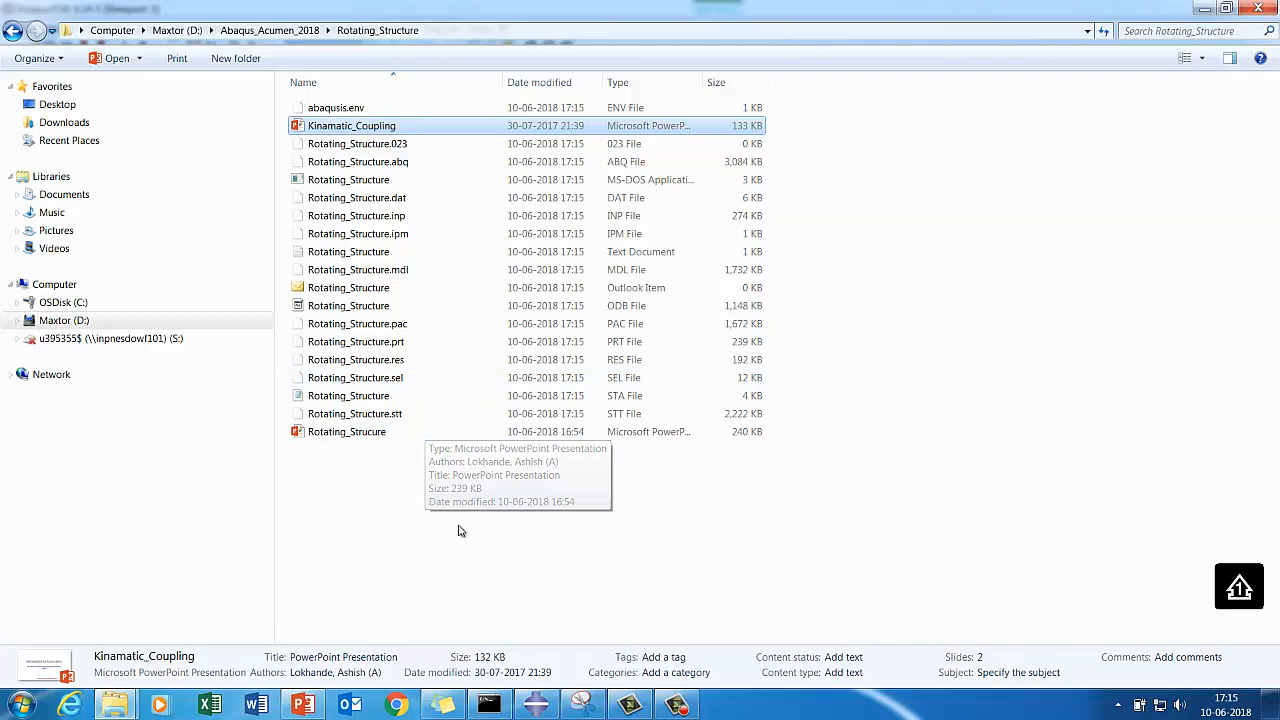 Computer ▸ Maxtor (D:) ▸ Abaqus_Acumen_2018 ▸ Rotating_Structure
Search Rotating_Structure
Organize Open Print New folder
Name Date modified Type Size
Favorites
Desktop
Downloads
Recent Places
Libraries
Documents
Music
Pictures
Videos
Computer
OSDisk (C:)
Maxtor (D:)
u395355$ (\\inpnesdowf101) (S:)
Network
abaqusis.env 10-06-2018 17:15 ENV File 1 KB
Kinamatic_Coupling 30-07-2017 21:39 Microsoft PowerP... 133 KB
Rotating_Structure.023 10-06-2018 17:15 023 File 0 KB
Rotating_Structure.abq 10-06-2018 17:15 ABQ File 3,084 KB
Rotating_Structure 10-06-2018 17:15 MS-DOS Applicati... 3 KB
Rotating_Structure.dat 10-06-2018 17:15 DAT File 6 KB
Rotating_Structure.inp 10-06-2018 17:15 INP File 274 KB
Rotating_Structure.ipm 10-06-2018 17:15 IPM File 1 KB
Rotating_Structure 10-06-2018 17:15 Text Document 1 KB
Rotating_Structure.mdl 10-06-2018 17:15 MDL File 1,732 KB
Rotating_Structure 10-06-2018 17:15 Outlook Item 0 KB
Rotating_Structure 10-06-2018 17:15 ODB File 1,148 KB
Rotating_Structure.pac 10-06-2018 17:15 PAC File 1,672 KB
Rotating_Structure.prt 10-06-2018 17:15 PRT File 239 KB
Rotating_Structure.res 10-06-2018 17:15 RES File 192 KB
Rotating_Structure.sel 10-06-2018 17:15 SEL File 12 KB
Rotating_Structure 10-06-2018 17:15 STA File 4 KB
Rotating_Structure.stt 10-06-2018 17:15 STT File 2,222 KB
Rotating_Strucure 10-06-2018 16:54 Microsoft PowerP... 240 KB
Type: Microsoft PowerPoint Presentation
Authors: Lokhande, Ashish (A)
Title: PowerPoint Presentation
Size: 239 KB
Date modified: 10-06-2018 16:54
1
Kinamatic_Coupling Title: PowerPoint Presentation Size: 132 KB Tags: Add a tag Content status: Add text Slides: 2 Comments: Add comments
Microsoft PowerPoint Presentation Authors: Lokhande, Ashish (A) Date modified: 30-07-2017 21:39 Categories: Add a category Content type: Add text Subject: Specify the subject
17:15
10-06-2018